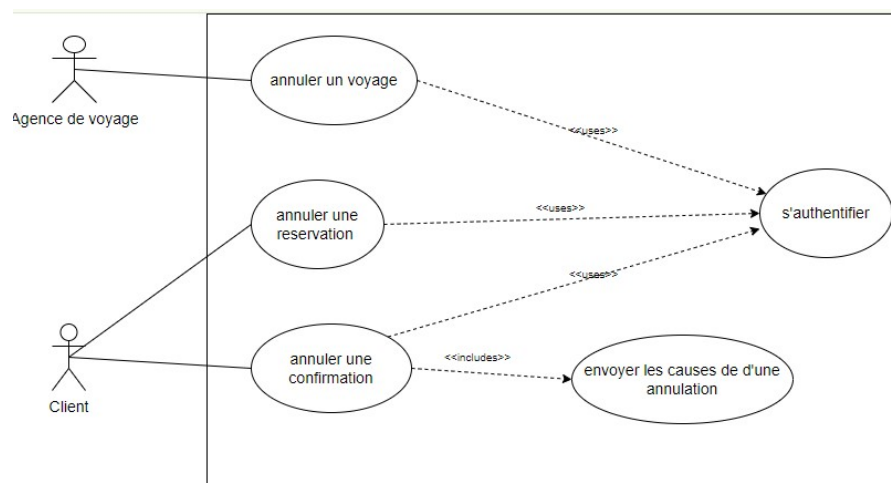 annuler un voyage
Agence de voyage
<<uses>>
annuler une
reservation
<<uses>>
s'authentifier
<<uses>>
annuler une
confirmation
<<includes>>
envoyer les causes de d'une
annulation
Client